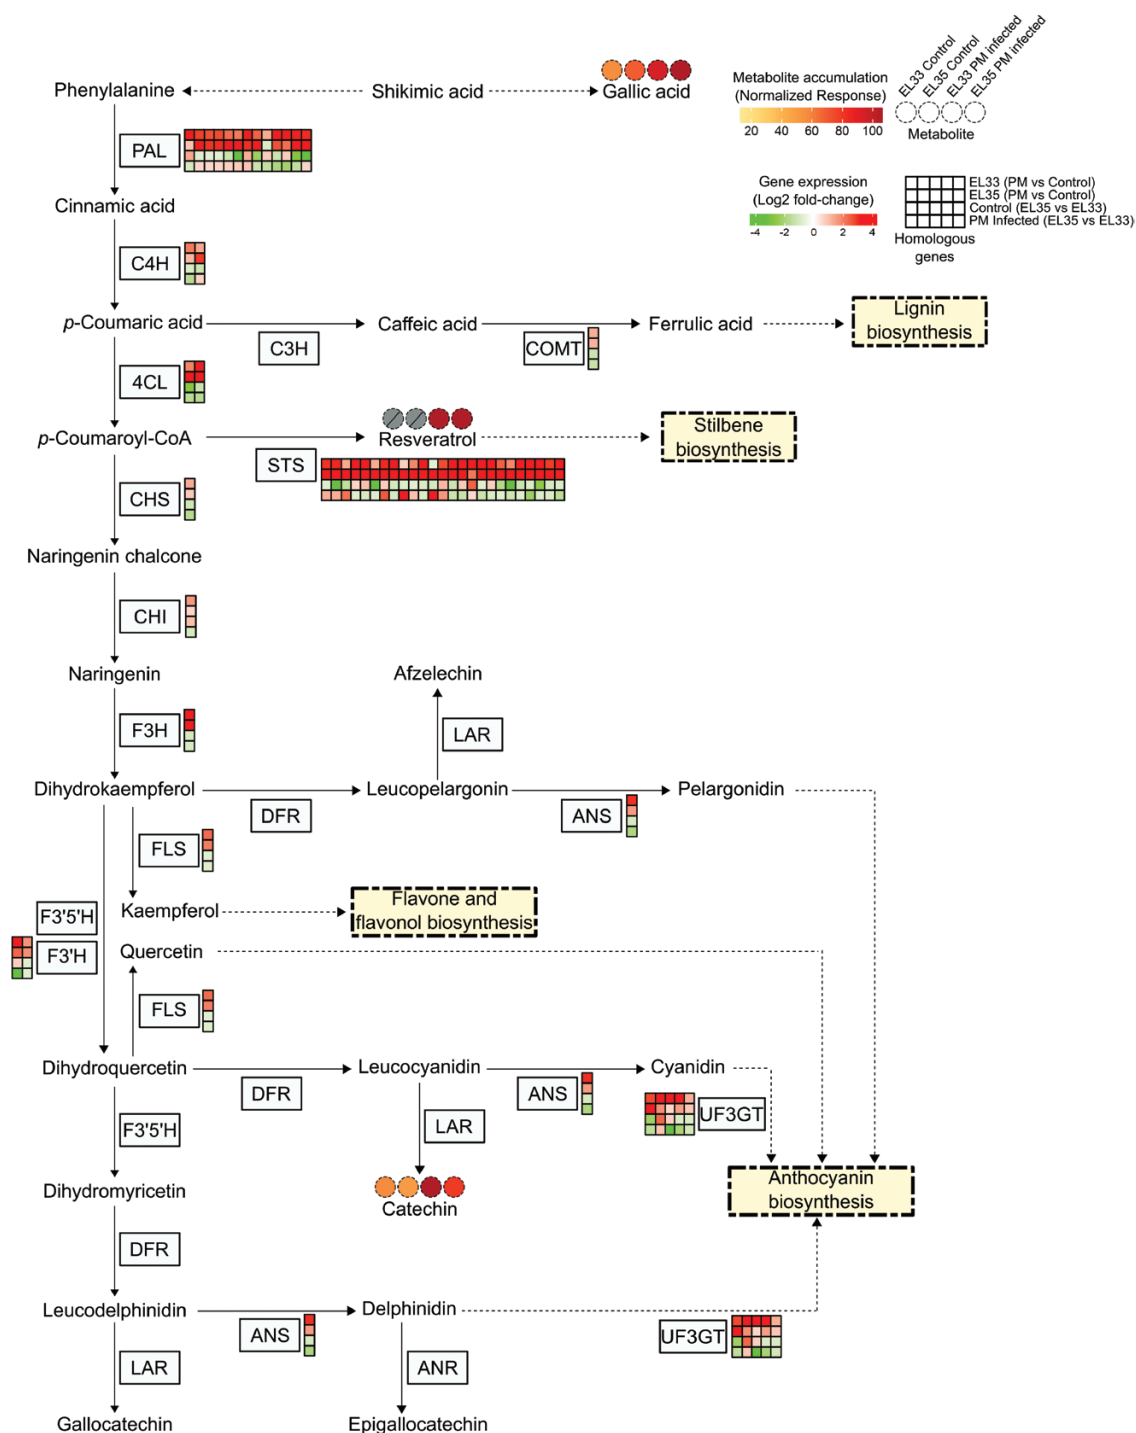 Metabolite accumulation
(Normalized Response)
20 40 60 80 100
EL33 Control
EL35 Control
EL33 PM infected
EL35 PM infected
Metabolite
Gene expression
(Log2 fold-change)
-4 -2 0 2 4
EL33 (PM vs Control)
EL35 (PM vs Control)
Control (EL35 vs EL33)
PM Infected (EL35 vs EL33)
Homologous
genes
Phenylalanine
Shikimic acid
Gallic acid
PAL
Cinnamic acid
C4H
p-Coumaric acid
C3H
Caffeic acid
COMT
Ferrulic acid
Lignin
biosynthesis
4CL
p-Coumaroyl-CoA
STS
Resveratrol
Stilbene
biosynthesis
CHS
Naringenin chalcone
CHI
Naringenin
F3H
Afzelechin
LAR
Dihydrokaempferol
DFR
Leucopelargonin
ANS
Pelargonidin
FLS
Kaempferol
Flavone and
flavonol biosynthesis
F3'5'H
F3'H
Quercetin
FLS
Dihydroquercetin
DFR
Leucocyanidin
ANS
Cyanidin
UF3GT
LAR
Catechin
Anthocyanin
biosynthesis
F3'5'H
Dihydromyricetin
DFR
Leucodelphinidin
ANS
Delphinidin
UF3GT
LAR
ANR
Gallocatechin
Epigallocatechin